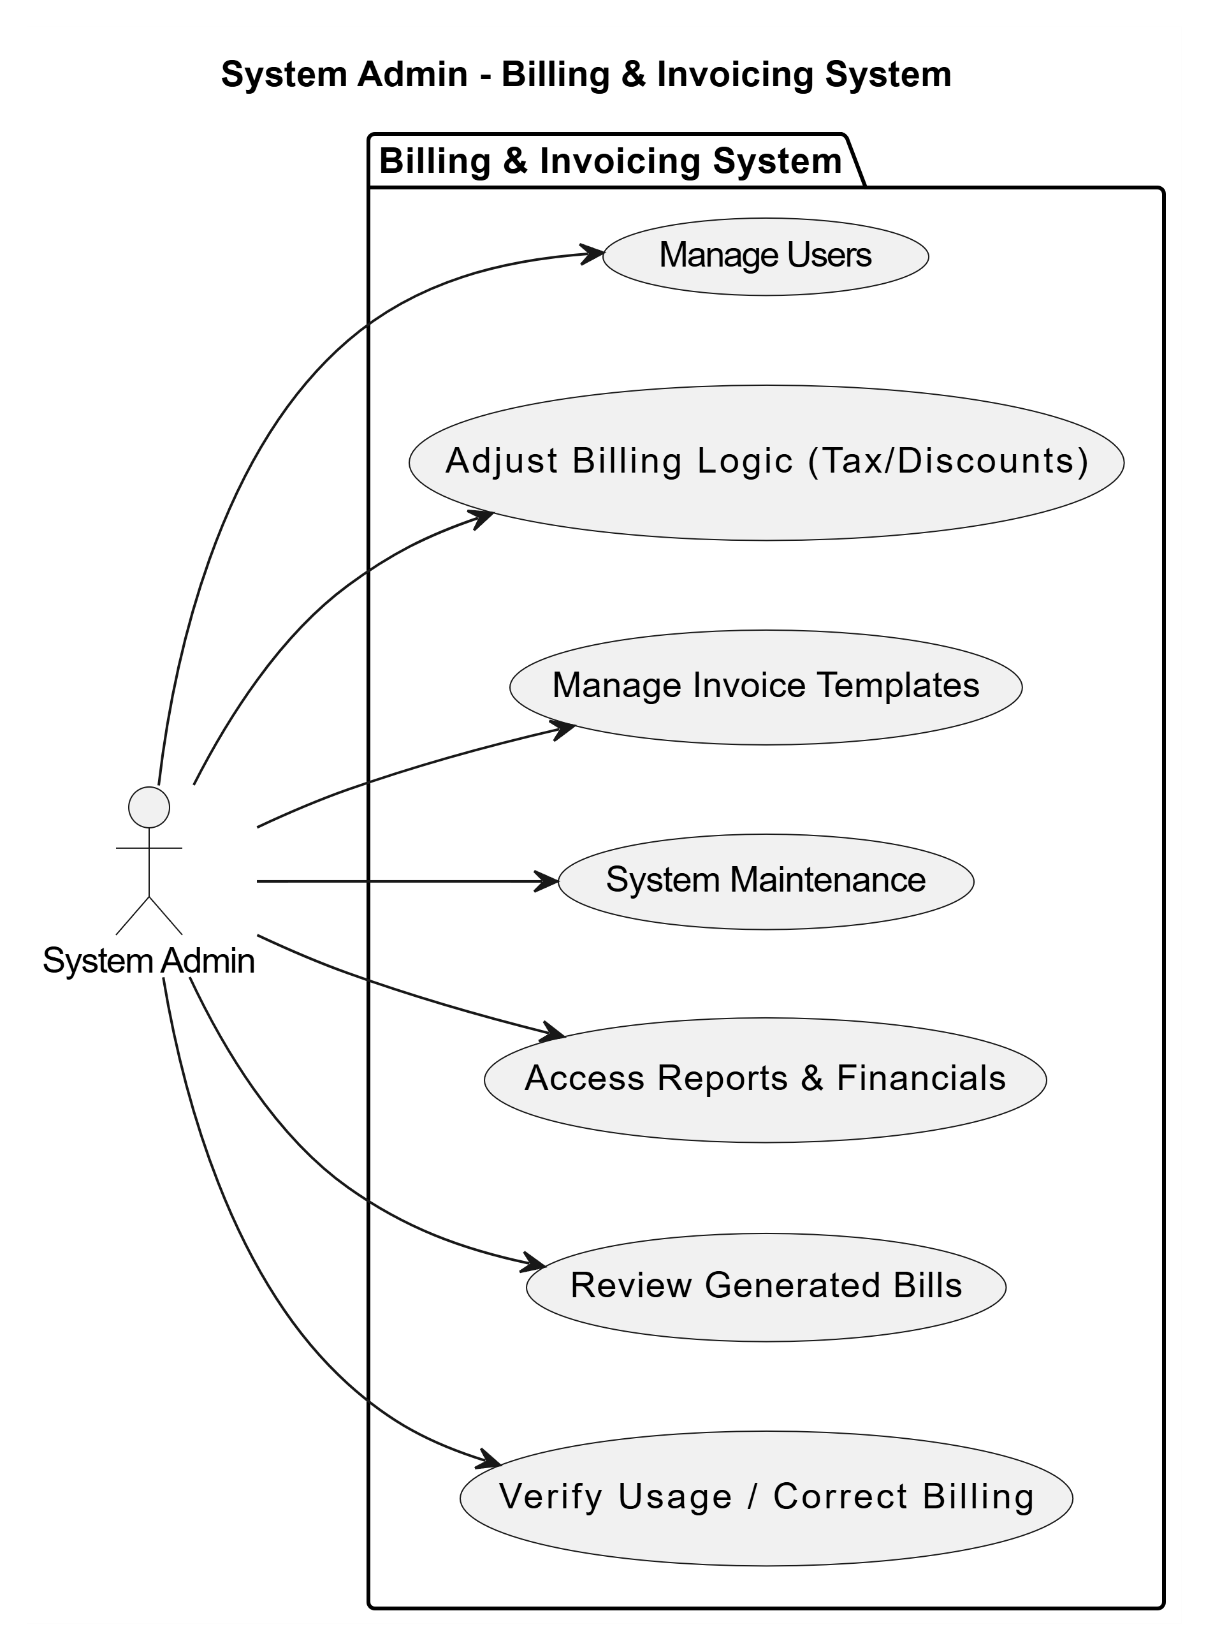 System Admin - Billing & Invoicing System
Billing & Invoicing System
Manage Users
Adjust Billing Logic (Tax/Discounts)
Manage Invoice Templates
System Maintenance
System Admin
Access Reports & Financials
Review Generated Bills
Verify Usage / Correct Billing